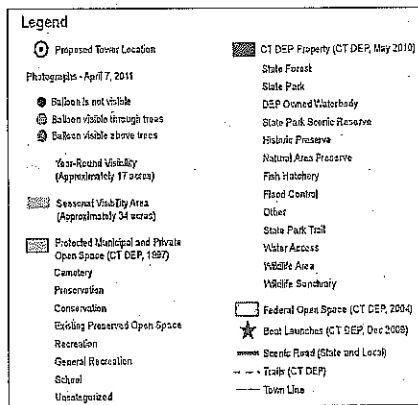 Legend
Proposed Tower Location
Photographs - April 7, 2011
Balloon is not visible
Balloon visible through trees
Balloon visible above trees
Year-Round Visibility
(Approximately 17 acres)
Seasonal Visibility Area
(Approximately 34 acres)
Protected Municipal and Private
Open Space (CT DEP, 1997)
Cemetery
Preservation
Conservation
Existing Preserved Open Space
Recreation
General Recreation
School
Uncategorized
CT DEP Property (CT DEP, May 2010)
State Forest
State Park
DEP Owned Waterbody
State Park Scenic Reserve
Historic Preserve
Natural Area Preserve
Fish Hatchery
Flood Control
Other
State Park Trail
Water Access
Wildlife Area
Wildlife Sanctuary
Federal Open Space (CT DEP, 2004)
Boat Launches (CT DEP, Dec 2009)
Scenic Road (State and Local)
Trails (CT DEP)
Town Line